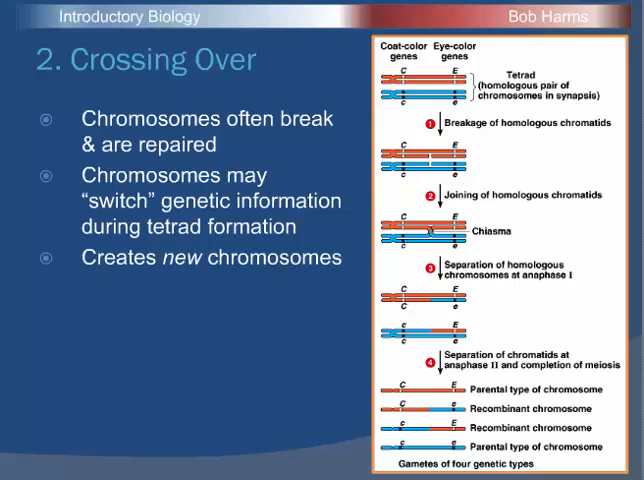 Introductory Biology
Bob Harms
2. Crossing Over
Chromosomes often break
& are repaired
Chromosomes may
“switch” genetic information
during tetrad formation
Creates new chromosomes
Coat-color Eye-color
genes genes
C E
Tetrad
(homologous pair of
chromosomes in synapsis)
c e
1 Breakage of homologous chromatids
C E
c e
2 Joining of homologous chromatids
C E
Chiasma
c e
3 Separation of homologous
chromosomes at anaphase I
C E
C e
c E
c e
4 Separation of chromatids at
anaphase II and completion of meiosis
C E Parental type of chromosome
C e Recombinant chromosome
c E Recombinant chromosome
c e Parental type of chromosome
Gametes of four genetic types